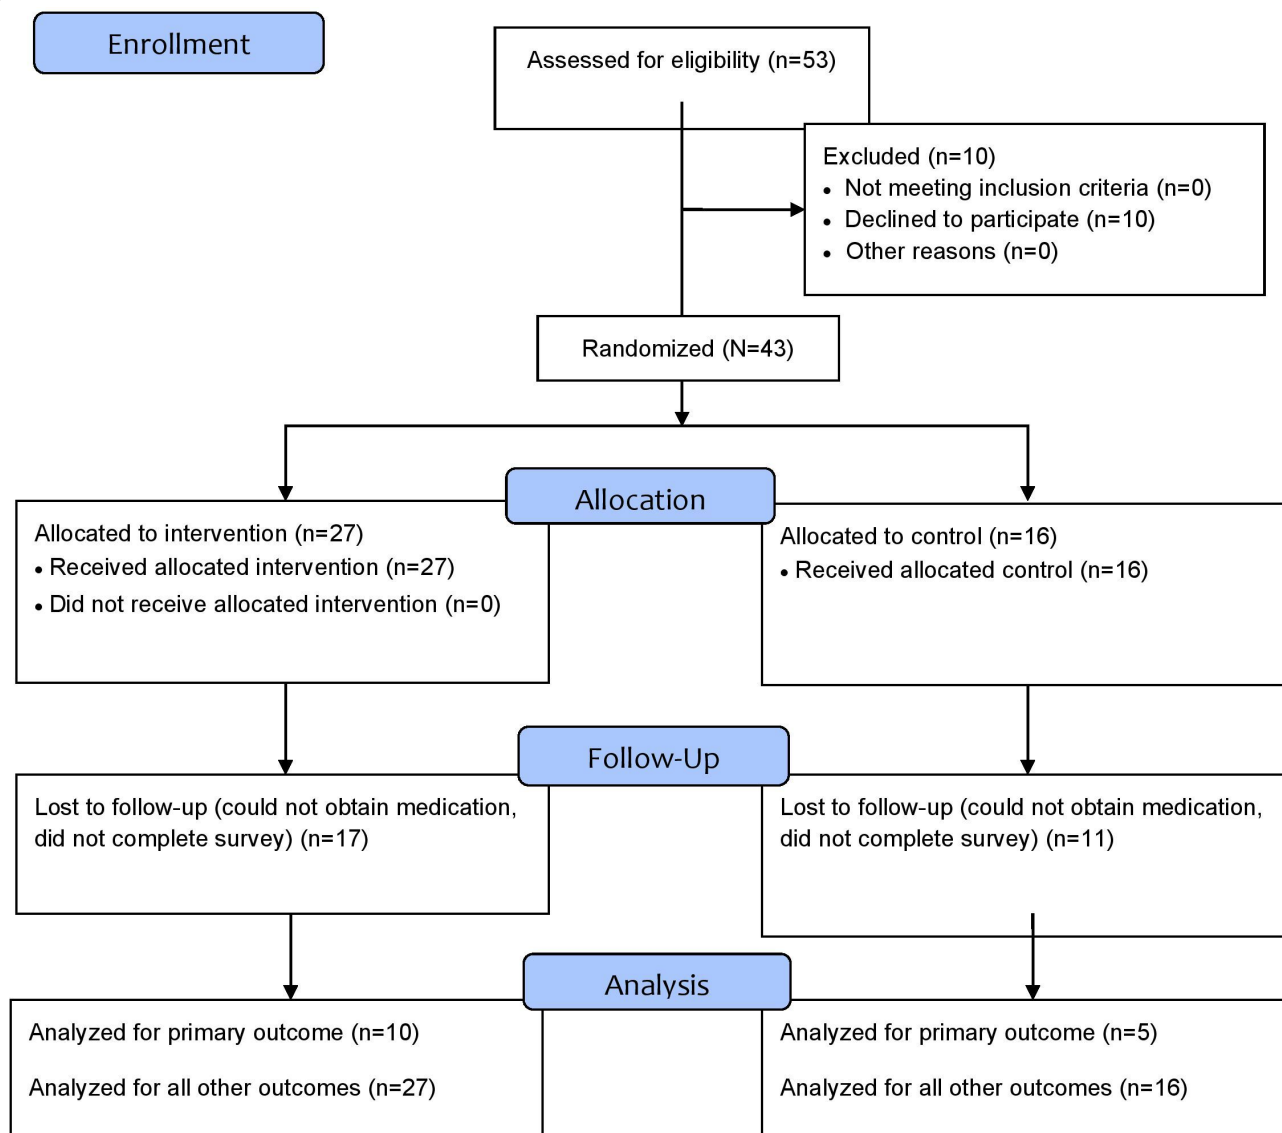 Enrollment
Assessed for eligibility (n=53)
Excluded (n=10)
• Not meeting inclusion criteria (n=0)
• Declined to participate (n=10)
• Other reasons (n=0)
Randomized (N=43)
Allocation
Allocated to intervention (n=27)
• Received allocated intervention (n=27)
• Did not receive allocated intervention (n=0)
Allocated to control (n=16)
• Received allocated control (n=16)
Follow-Up
Lost to follow-up (could not obtain medication,
did not complete survey) (n=17)
Lost to follow-up (could not obtain medication,
did not complete survey) (n=11)
Analysis
Analyzed for primary outcome (n=10)
Analyzed for all other outcomes (n=27)
Analyzed for primary outcome (n=5)
Analyzed for all other outcomes (n=16)